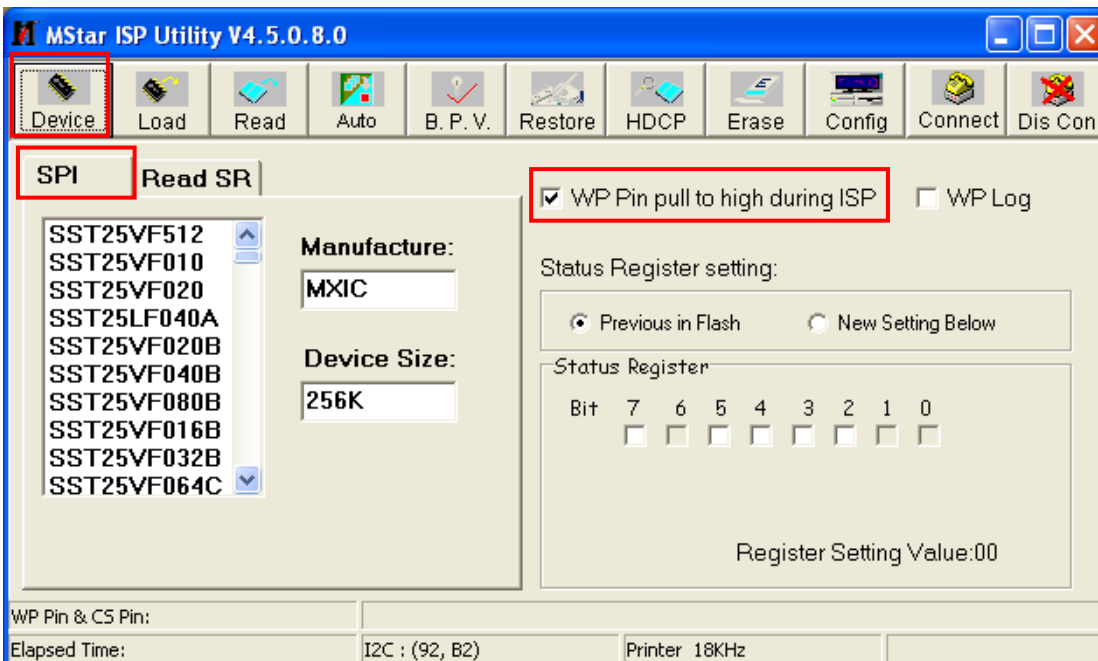 MStar ISP Utility V4.5.0.8.0
Device Load Read Auto B. P. V. Restore HDCP Erase Config Connect Dis Con
SPI Read SR
SST25VF512
SST25VF010
SST25VF020
SST25LF040A
SST25VF020B
SST25VF040B
SST25VF080B
SST25VF016B
SST25VF032B
SST25VF064C
Manufacture:
MXIC
Device Size:
256K
WP Pin pull to high during ISP WP Log
Status Register setting:
Previous in Flash New Setting Below
Status Register
Bit 7 6 5 4 3 2 1 0
Register Setting Value:00
WP Pin & CS Pin:
Elapsed Time: I2C : (92, B2) Printer 18KHz